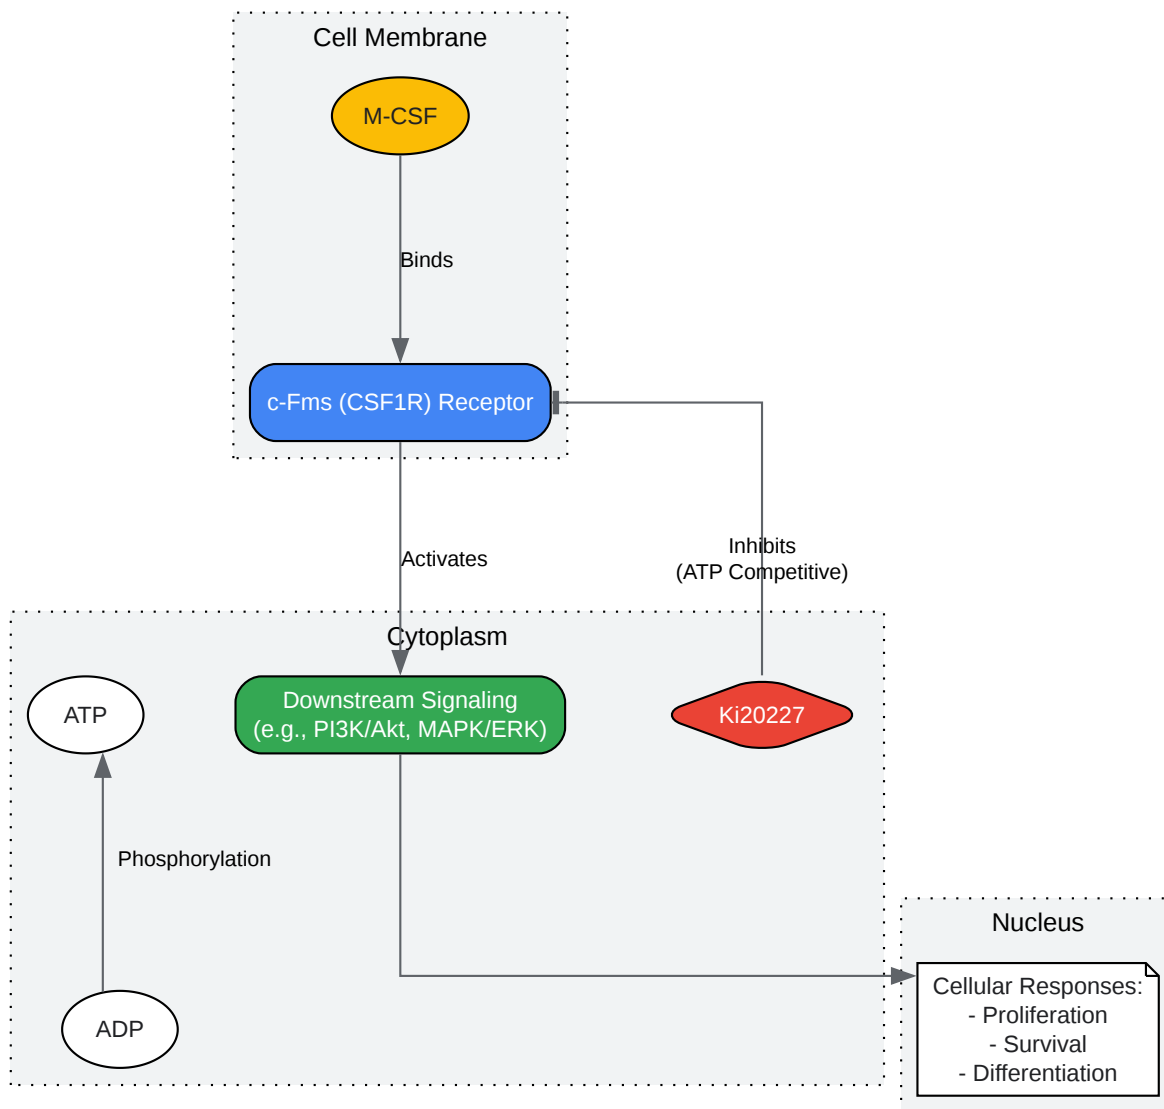 Cell Membrane
M-CSF
Binds
c-Fms (CSF1R) Receptor
Activates
Inhibits
(ATP Competitive)
Cytoplasm
ATP
Downstream Signaling
(e.g., PI3K/Akt, MAPK/ERK)
Ki20227
Phosphorylation
Nucleus
Cellular Responses:
- Proliferation
- Survival
- Differentiation
ADP